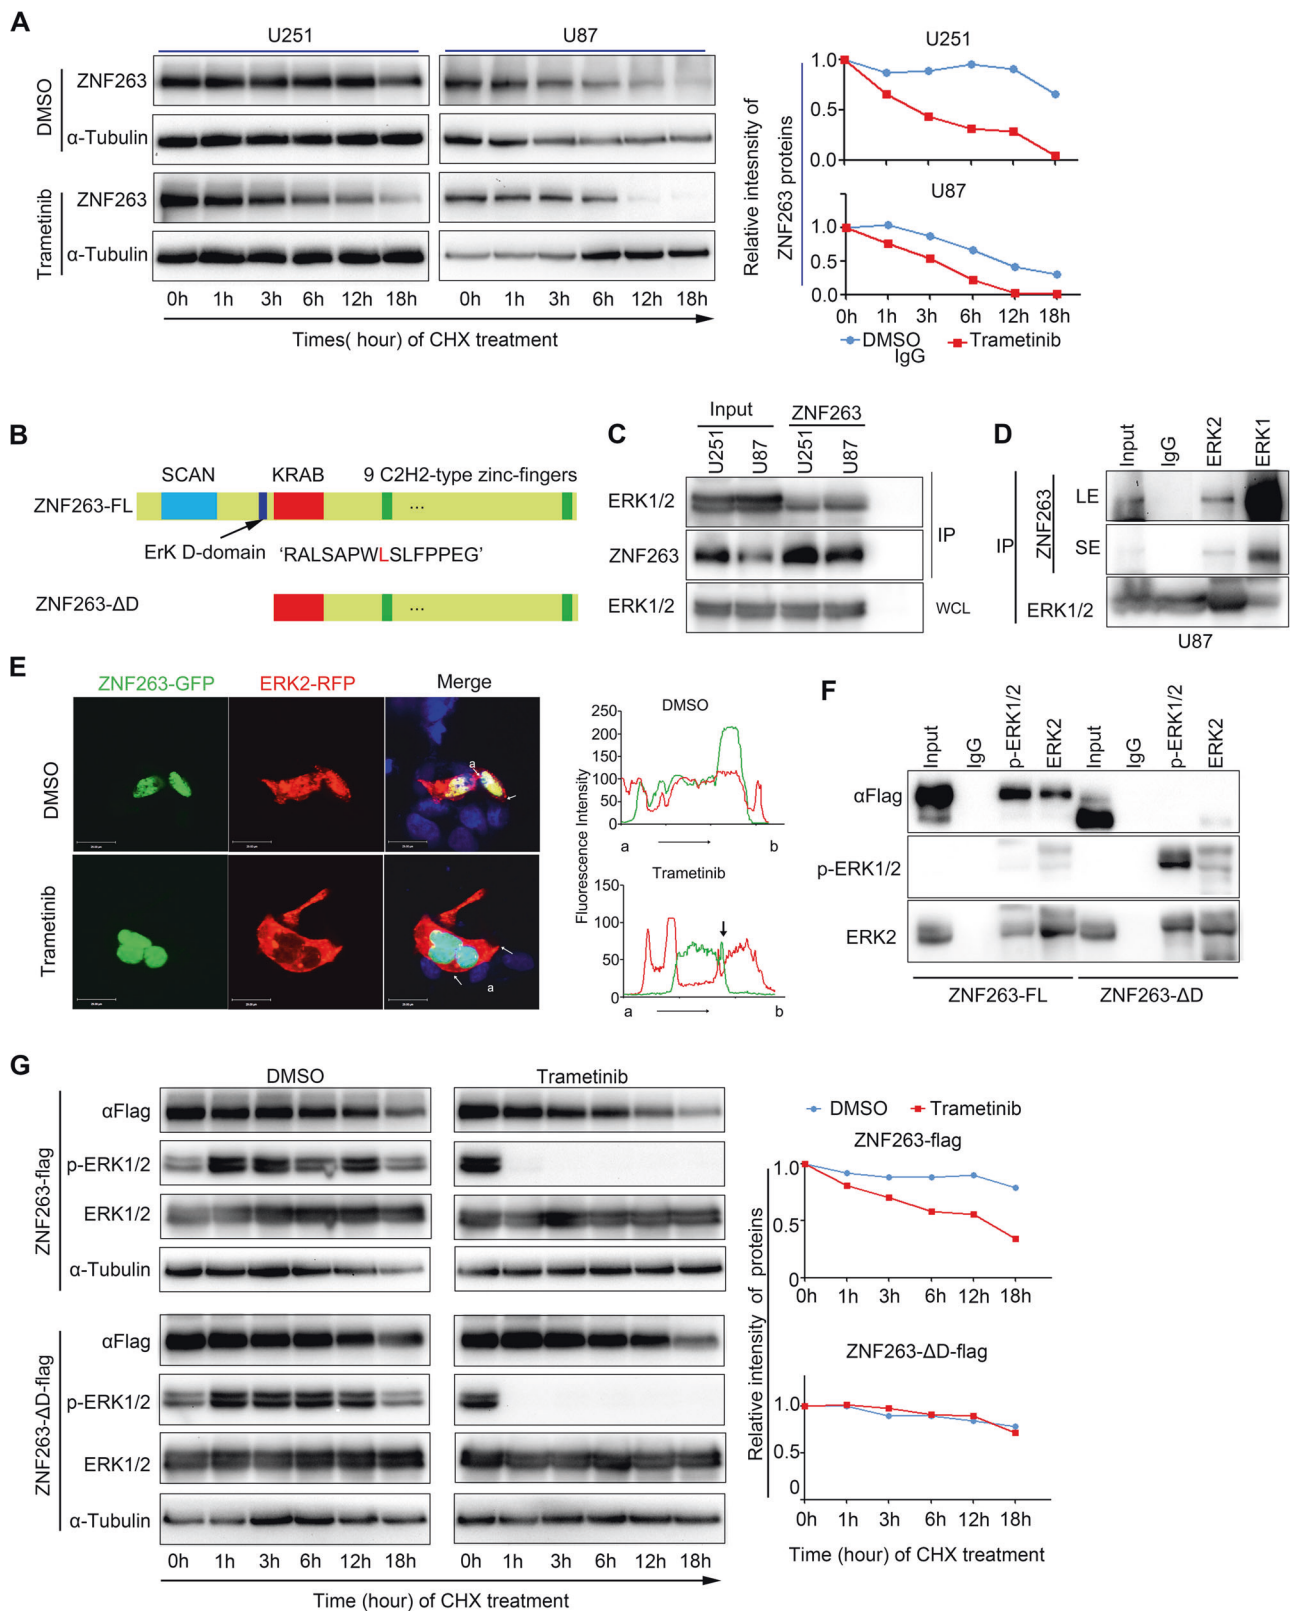 A
U251
U87
DMSO
ZNF263
α-Tubulin
Trametinib
ZNF263
α-Tubulin
0h 1h 3h 6h 12h 18h 0h 1h 3h 6h 12h 18h
Times( hour) of CHX treatment
Relative intesnsity of
ZNF263 proteins
U251
1.0
0.5
0.0
U87
1.0
0.5
0.0
0h 1h 3h 6h 12h 18h
DMSO Trametinib
IgG
B
SCAN KRAB 9 C2H2-type zinc-fingers
ZNF263-FL
...
ErK D-domain
‘RALSAPWLSLFPPEG’
ZNF263-ΔD
...
C
Input ZNF263
U251 U87 U251 U87
ERK1/2
ZNF263
IP
ERK1/2
WCL
D
Input IgG ERK2 ERK1
IP
ZNF263
LE
SE
ERK1/2
U87
E
ZNF263-GFP ERK2-RFP Merge
DMSO
a
Trametinib
a
Fluorescence Intensity
DMSO
250
200
150
100
50
0
a b
Trametinib
150
100
50
0
a b
F
Input IgG p-ERK1/2 ERK2 Input IgG p-ERK1/2 ERK2
αFlag
p-ERK1/2
ERK2
ZNF263-FL ZNF263-ΔD
G
DMSO Trametinib
ZNF263-flag
αFlag
p-ERK1/2
ERK1/2
α-Tubulin
ZNF263-ΔD-flag
αFlag
p-ERK1/2
ERK1/2
α-Tubulin
0h 1h 3h 6h 12h 18h 0h 1h 3h 6h 12h 18h
Time (hour) of CHX treatment
DMSO Trametinib
Relative intensity of proteins
ZNF263-flag
1.0
0.5
0
0h 1h 3h 6h 12h 18h
ZNF263-ΔD-flag
1.0
0.5
0
0h 1h 3h 6h 12h 18h
Time (hour) of CHX treatment